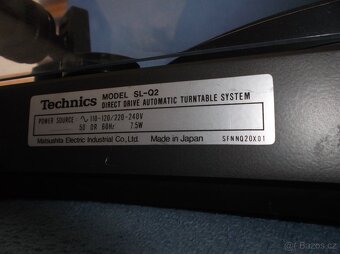 Technics MODEL SL-Q2
DIRECT DRIVE AUTOMATIC TURNTABLE SYSTEM
POWER SOURCE ∿ 110-120/220-240V
50 OR 60Hz 7.5W
Matsushita Electric Industrial Co., Ltd. Made in Japan SFNNQ20X01
Bazos.cz